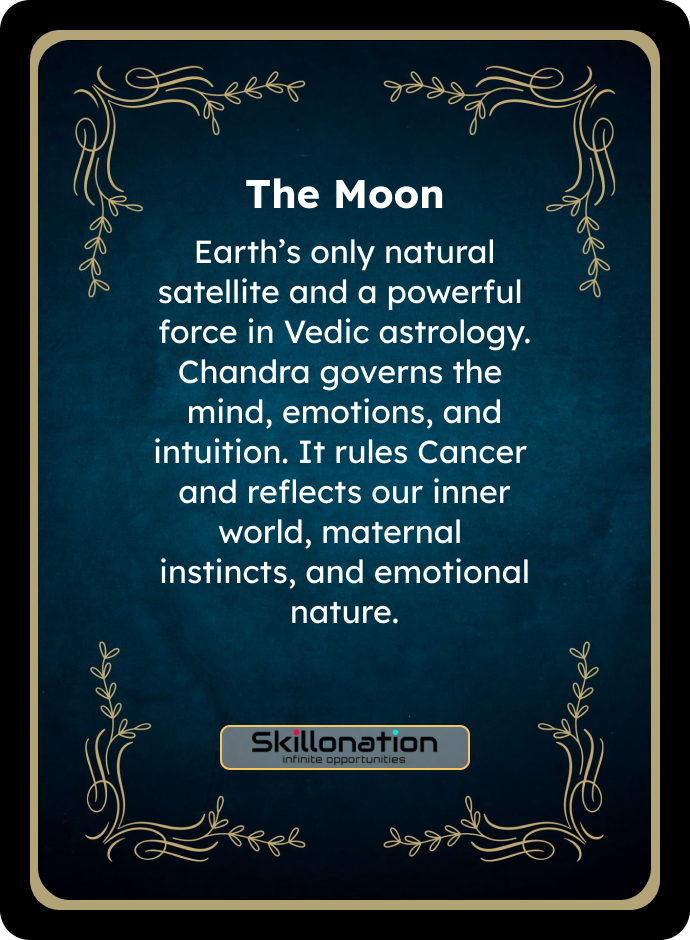 The Moon
Earth’s only natural
satellite and a powerful
force in Vedic astrology.
Chandra governs the
mind, emotions, and
intuition. It rules Cancer
and reflects our inner
world, maternal
instincts, and emotional
nature.
Skillonation
infinite opportunities